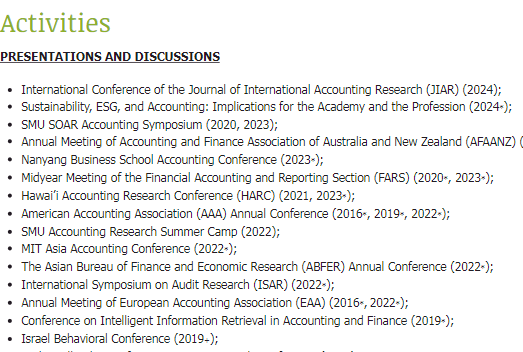 Activities
PRESENTATIONS AND DISCUSSIONS
• International Conference of the Journal of International Accounting Research (JIAR) (2024);
• Sustainability, ESG, and Accounting: Implications for the Academy and the Profession (2024*);
• SMU SOAR Accounting Symposium (2020, 2023);
• Annual Meeting of Accounting and Finance Association of Australia and New Zealand (AFAANZ) (
• Nanyang Business School Accounting Conference (2023*);
• Midyear Meeting of the Financial Accounting and Reporting Section (FARS) (2020*, 2023*);
• Hawai’i Accounting Research Conference (HARC) (2021, 2023*);
• American Accounting Association (AAA) Annual Conference (2016*, 2019*, 2022*);
• SMU Accounting Research Summer Camp (2022);
• MIT Asia Accounting Conference (2022*);
• The Asian Bureau of Finance and Economic Research (ABFER) Annual Conference (2022*);
• International Symposium on Audit Research (ISAR) (2022*);
• Annual Meeting of European Accounting Association (EAA) (2016*, 2022*);
• Conference on Intelligent Information Retrieval in Accounting and Finance (2019*);
• Israel Behavioral Conference (2019+);